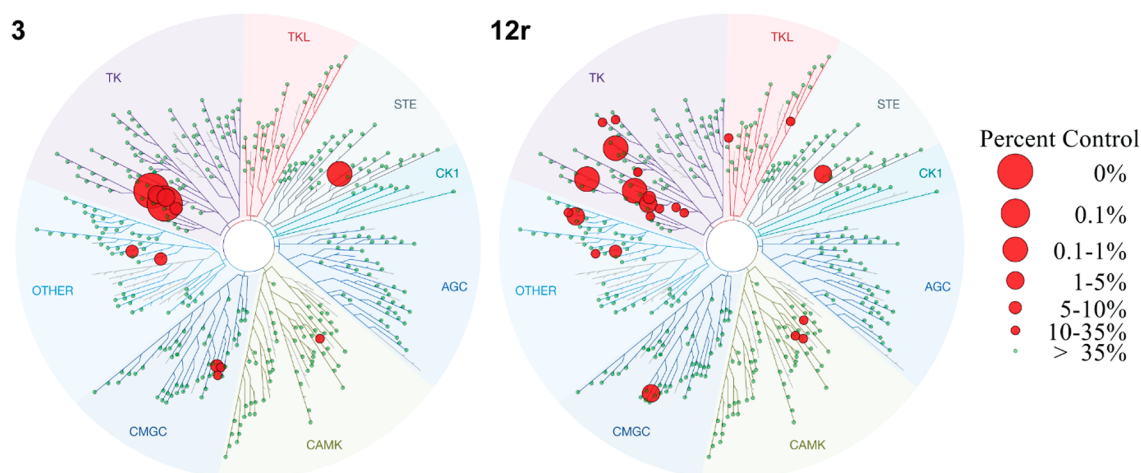 3
TKL
TK
STE
CK1
AGC
OTHER
CMGC
CAMK
12r
TKL
TK
STE
CK1
AGC
OTHER
CMGC
CAMK
Percent Control
0%
0.1%
0.1-1%
1-5%
5-10%
10-35%
> 35%